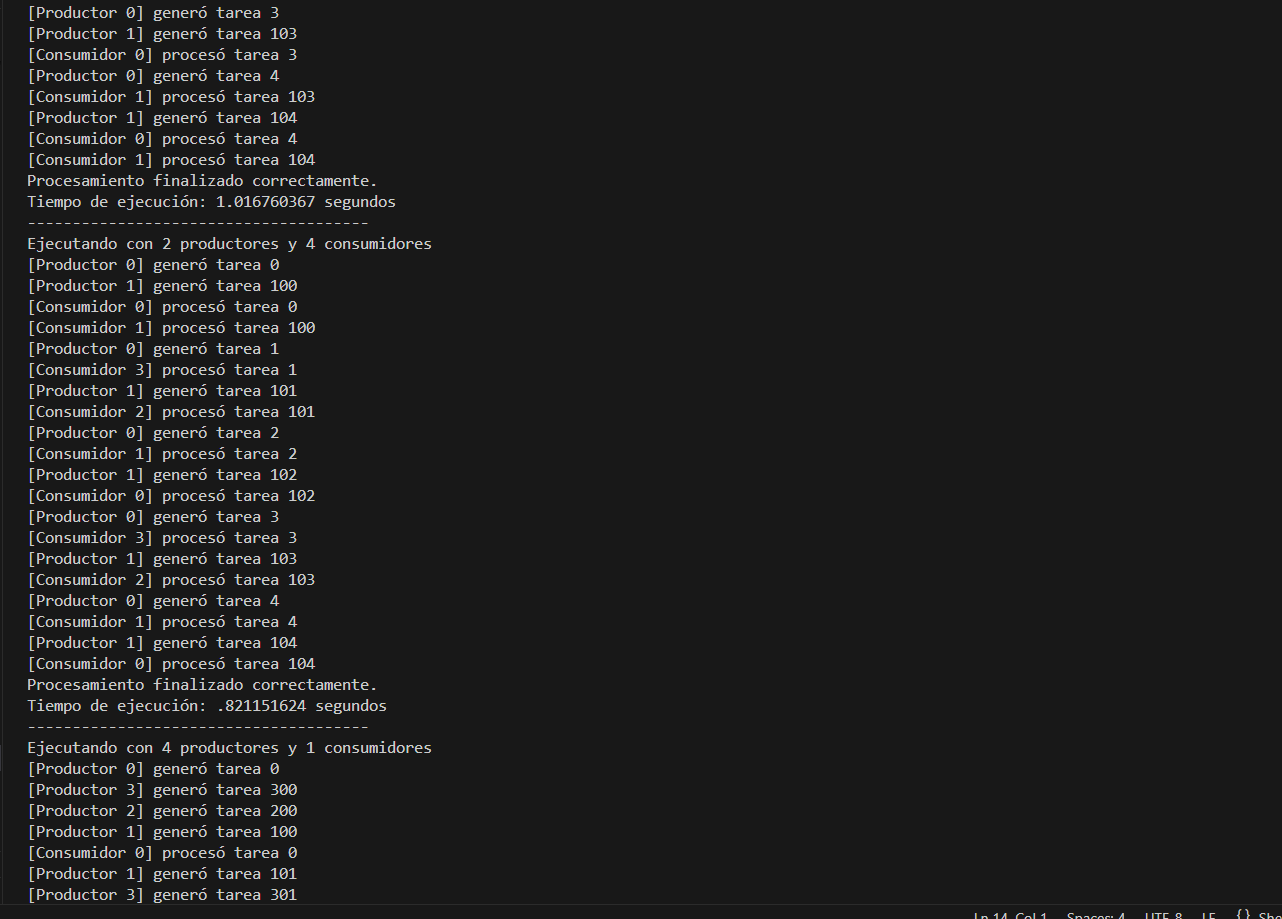 [Productor 0] generó tarea 3
[Productor 1] generó tarea 103
[Consumidor 0] procesó tarea 3
[Productor 0] generó tarea 4
[Consumidor 1] procesó tarea 103
[Productor 1] generó tarea 104
[Consumidor 0] procesó tarea 4
[Consumidor 1] procesó tarea 104
Procesamiento finalizado correctamente.
Tiempo de ejecución: 1.016760367 segundos
--------------------------------------
Ejecutando con 2 productores y 4 consumidores
[Productor 0] generó tarea 0
[Productor 1] generó tarea 100
[Consumidor 0] procesó tarea 0
[Consumidor 1] procesó tarea 100
[Productor 0] generó tarea 1
[Consumidor 3] procesó tarea 1
[Productor 1] generó tarea 101
[Consumidor 2] procesó tarea 101
[Productor 0] generó tarea 2
[Consumidor 1] procesó tarea 2
[Productor 1] generó tarea 102
[Consumidor 0] procesó tarea 102
[Productor 0] generó tarea 3
[Consumidor 3] procesó tarea 3
[Productor 1] generó tarea 103
[Consumidor 2] procesó tarea 103
[Productor 0] generó tarea 4
[Consumidor 1] procesó tarea 4
[Productor 1] generó tarea 104
[Consumidor 0] procesó tarea 104
Procesamiento finalizado correctamente.
Tiempo de ejecución: .821151624 segundos
--------------------------------------
Ejecutando con 4 productores y 1 consumidores
[Productor 0] generó tarea 0
[Productor 3] generó tarea 300
[Productor 2] generó tarea 200
[Productor 1] generó tarea 100
[Consumidor 0] procesó tarea 0
[Productor 1] generó tarea 101
[Productor 3] generó tarea 301
Ln 14, Col 1 Spaces: 4 UTF-8 LF {}